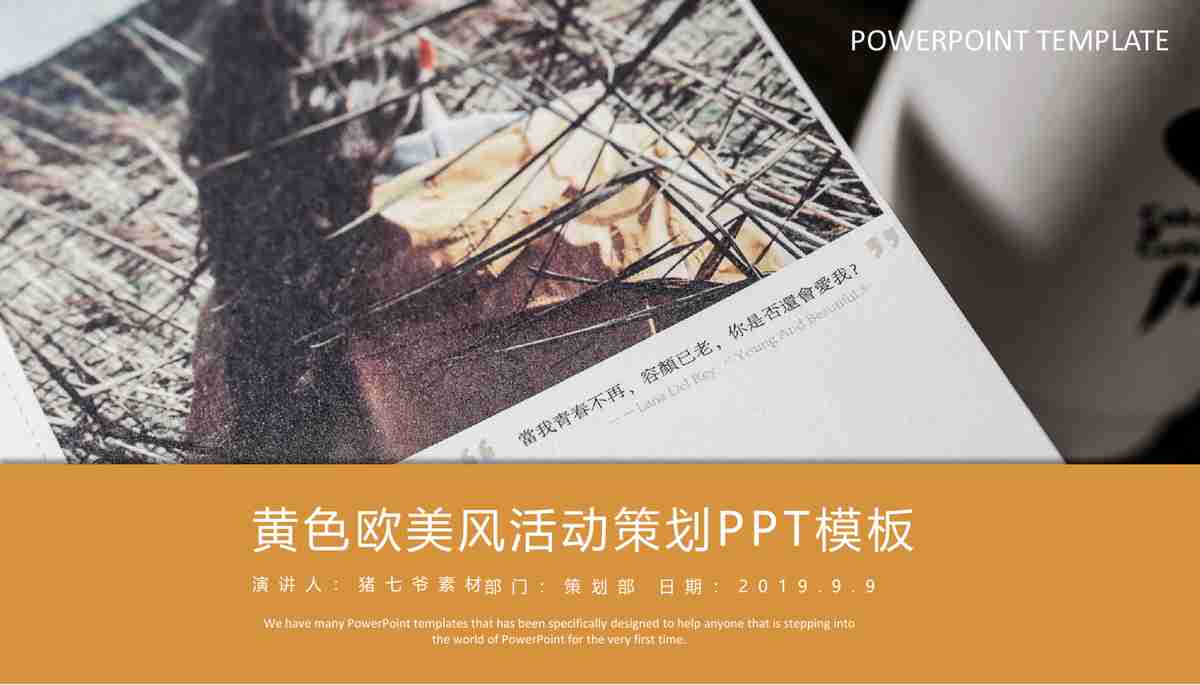 POWERPOINT TEMPLATE
當我青春不再，容顏已老，你是否還會愛我？
—— Lana Del Rey 《Young And Beautiful》
黄色欧美风活动策划PPT模板
演讲人：猪七爷素材部门：策划部 日期：2019.9.9
We have many PowerPoint templates that has been specifically designed to help anyone that is stepping into
the world of PowerPoint for the very first time.